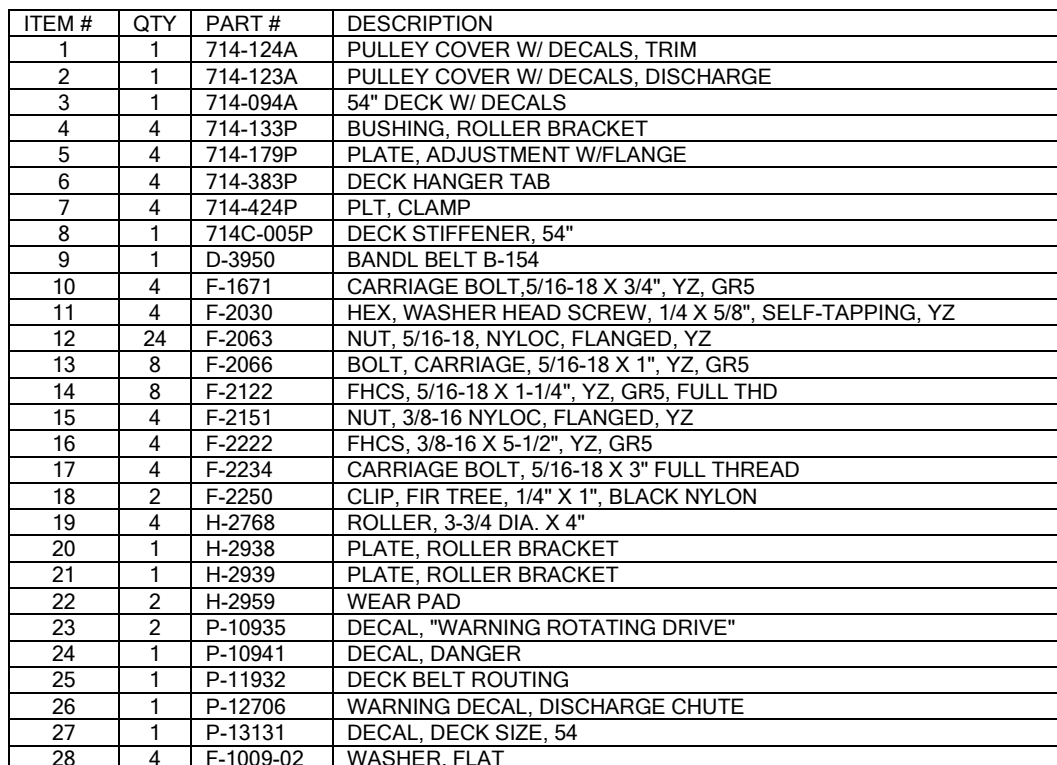 ITEM # QTY PART # DESCRIPTION
1 1 714-124A PULLEY COVER W/ DECALS, TRIM
2 1 714-123A PULLEY COVER W/ DECALS, DISCHARGE
3 1 714-094A 54" DECK W/ DECALS
4 4 714-133P BUSHING, ROLLER BRACKET
5 4 714-179P PLATE, ADJUSTMENT W/FLANGE
6 4 714-383P DECK HANGER TAB
7 4 714-424P PLT, CLAMP
8 1 714C-005P DECK STIFFENER, 54"
9 1 D-3950 BANDL BELT B-154
10 4 F-1671 CARRIAGE BOLT,5/16-18 X 3/4", YZ, GR5
11 4 F-2030 HEX, WASHER HEAD SCREW, 1/4 X 5/8", SELF-TAPPING, YZ
12 24 F-2063 NUT, 5/16-18, NYLOC, FLANGED, YZ
13 8 F-2066 BOLT, CARRIAGE, 5/16-18 X 1", YZ, GR5
14 8 F-2122 FHCS, 5/16-18 X 1-1/4", YZ, GR5, FULL THD
15 4 F-2151 NUT, 3/8-16 NYLOC, FLANGED, YZ
16 4 F-2222 FHCS, 3/8-16 X 5-1/2", YZ, GR5
17 4 F-2234 CARRIAGE BOLT, 5/16-18 X 3" FULL THREAD
18 2 F-2250 CLIP, FIR TREE, 1/4" X 1", BLACK NYLON
19 4 H-2768 ROLLER, 3-3/4 DIA. X 4"
20 1 H-2938 PLATE, ROLLER BRACKET
21 1 H-2939 PLATE, ROLLER BRACKET
22 2 H-2959 WEAR PAD
23 2 P-10935 DECAL, "WARNING ROTATING DRIVE"
24 1 P-10941 DECAL, DANGER
25 1 P-11932 DECK BELT ROUTING
26 1 P-12706 WARNING DECAL, DISCHARGE CHUTE
27 1 P-13131 DECAL, DECK SIZE, 54
28 4 F-1009-02 WASHER, FLAT